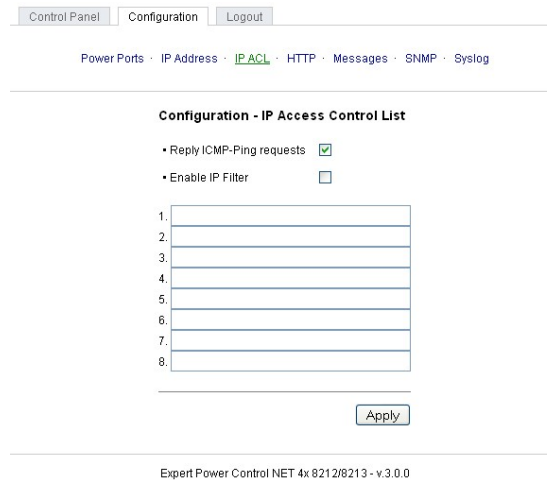 Control Panel Configuration Logout
Power Ports · IP Address · IP ACL · HTTP · Messages · SNMP · Syslog
Configuration - IP Access Control List
▪ Reply ICMP-Ping requests
▪ Enable IP Filter
1.
2.
3.
4.
5.
6.
7.
8.
Apply
Expert Power Control NET 4x 8212/8213 - v.3.0.0